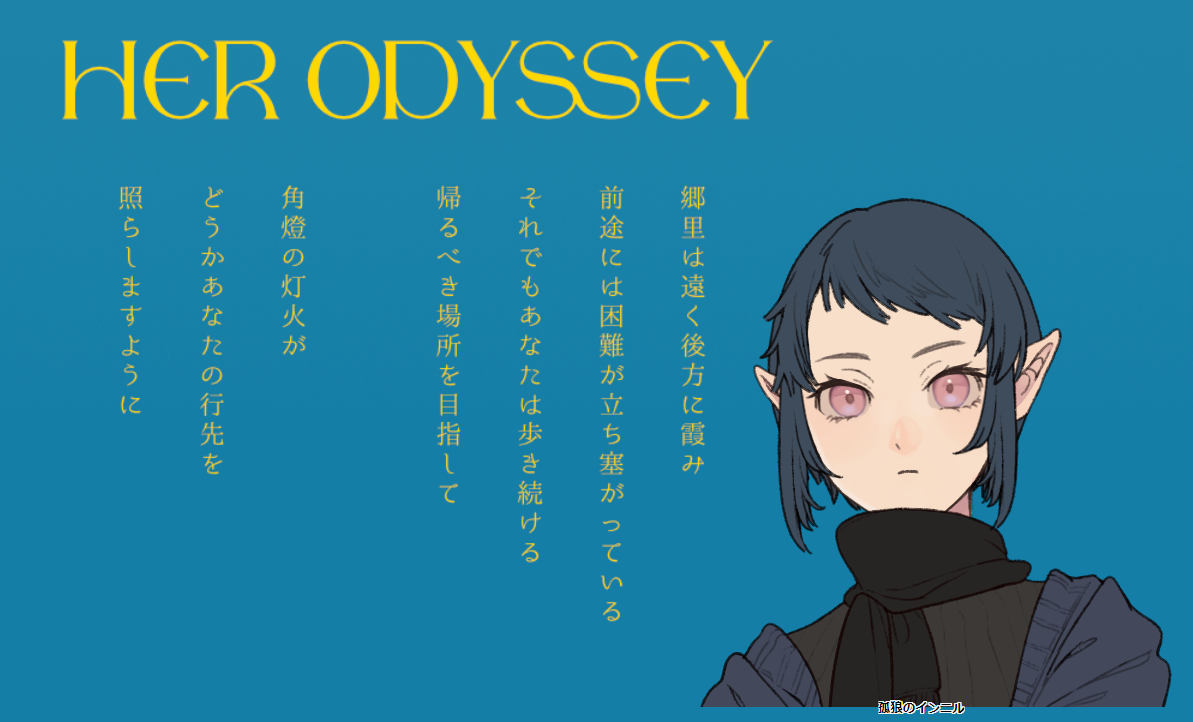 HER ODYSSEY
郷里は遠く後方に霞み
前途には困難が立ち塞がっている
それでもあなたは歩き続ける
帰るべき場所を目指して
角燈の灯火が
どうかあなたの行先を
照らしますように
孤狼のインニル